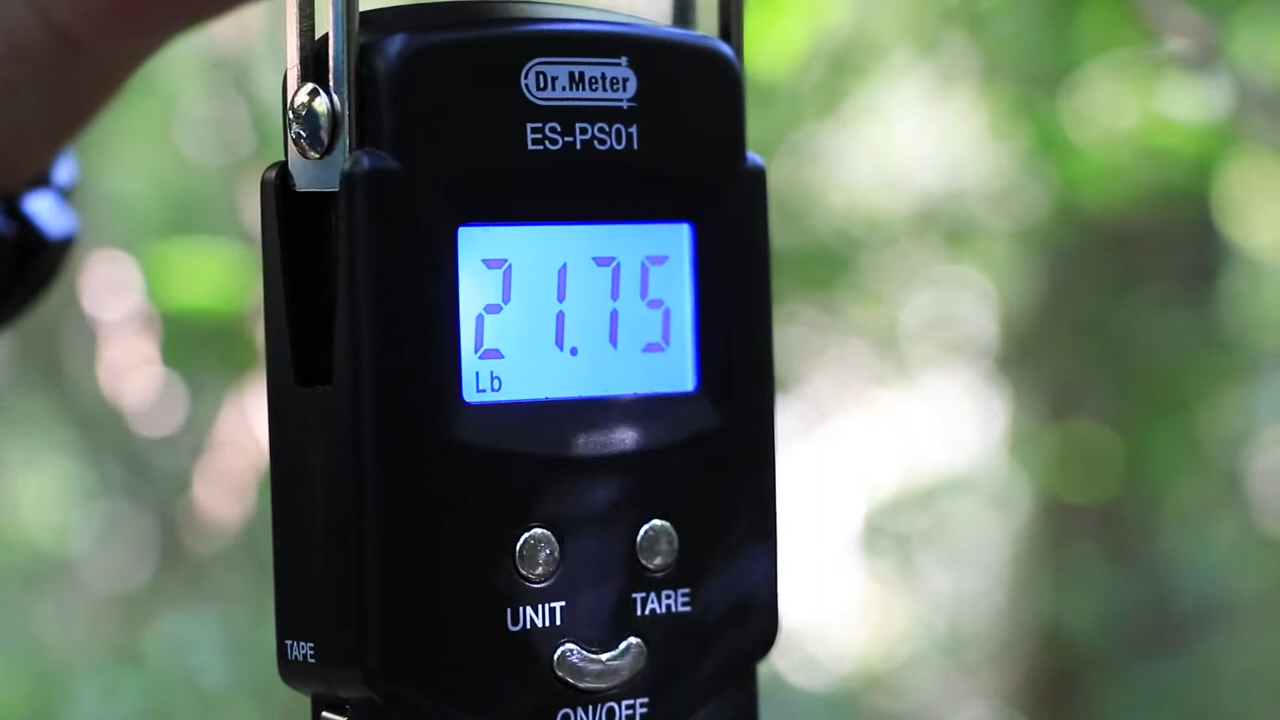 Dr.Meter
ES-PS01
21.75
Lb
UNIT
TARE
TAPE
ON/OFF